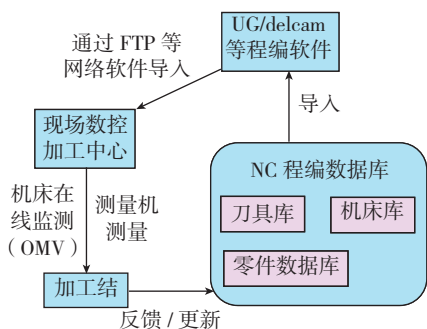 通过 FTP 等
网络软件导入
UG/delcam
等程编软件
导入
现场数控
加工中心
NC 程编数据库
刀具库
机床库
零件数据库
机床在
线监测
（OMV）
测量机
测量
加工结
反馈 / 更新